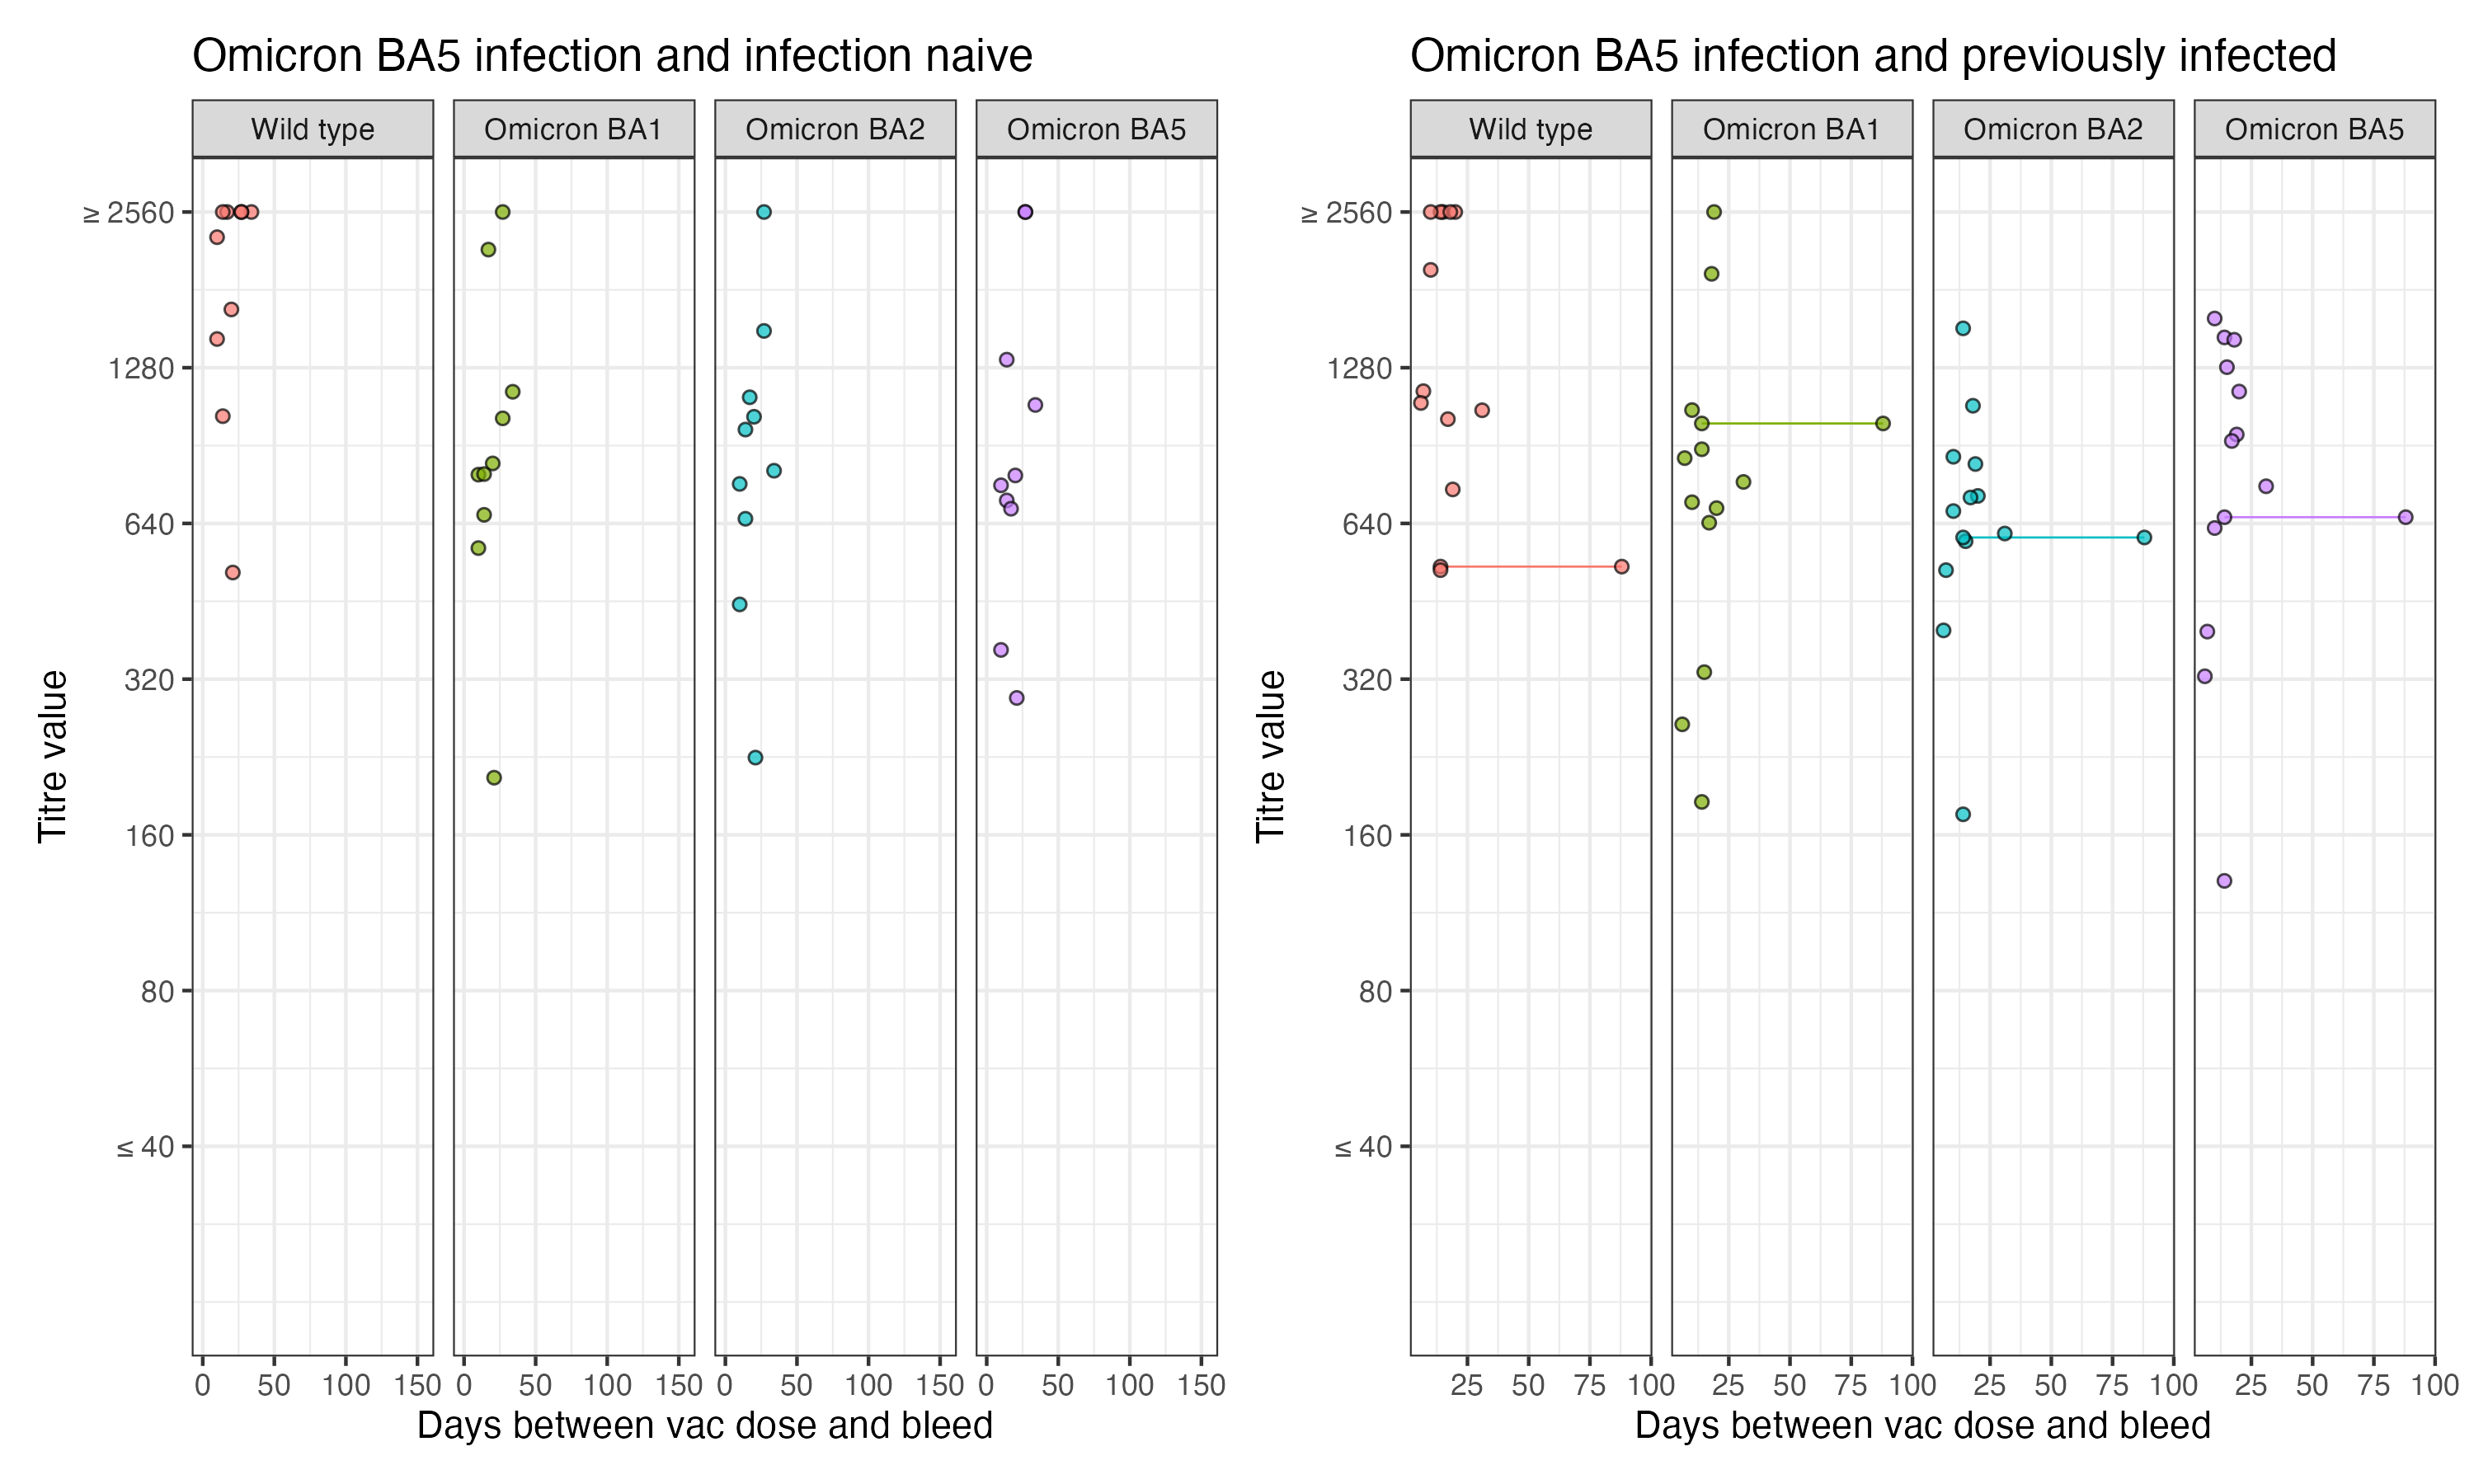 Omicron BA5 infection and infection naive
Wild type
Omicron BA1
Omicron BA2
Omicron BA5
Titre value
≥ 2560
1280
640
320
160
80
≤ 40
0 50 100 150
0 50 100 150
0 50 100 150
0 50 100 150
Days between vac dose and bleed
Omicron BA5 infection and previously infected
Wild type
Omicron BA1
Omicron BA2
Omicron BA5
Titre value
≥ 2560
1280
640
320
160
80
≤ 40
25 50 75 100
25 50 75 100
25 50 75 100
25 50 75 100
Days between vac dose and bleed